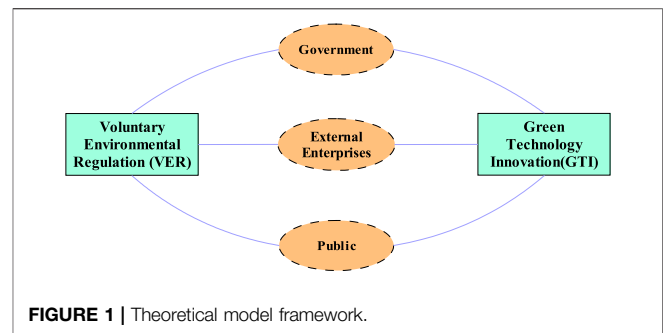 Government
Voluntary
Environmental
Regulation (VER)
External
Enterprises
Green
Technology
Innovation(GTI)
Public
FIGURE 1 | Theoretical model framework.